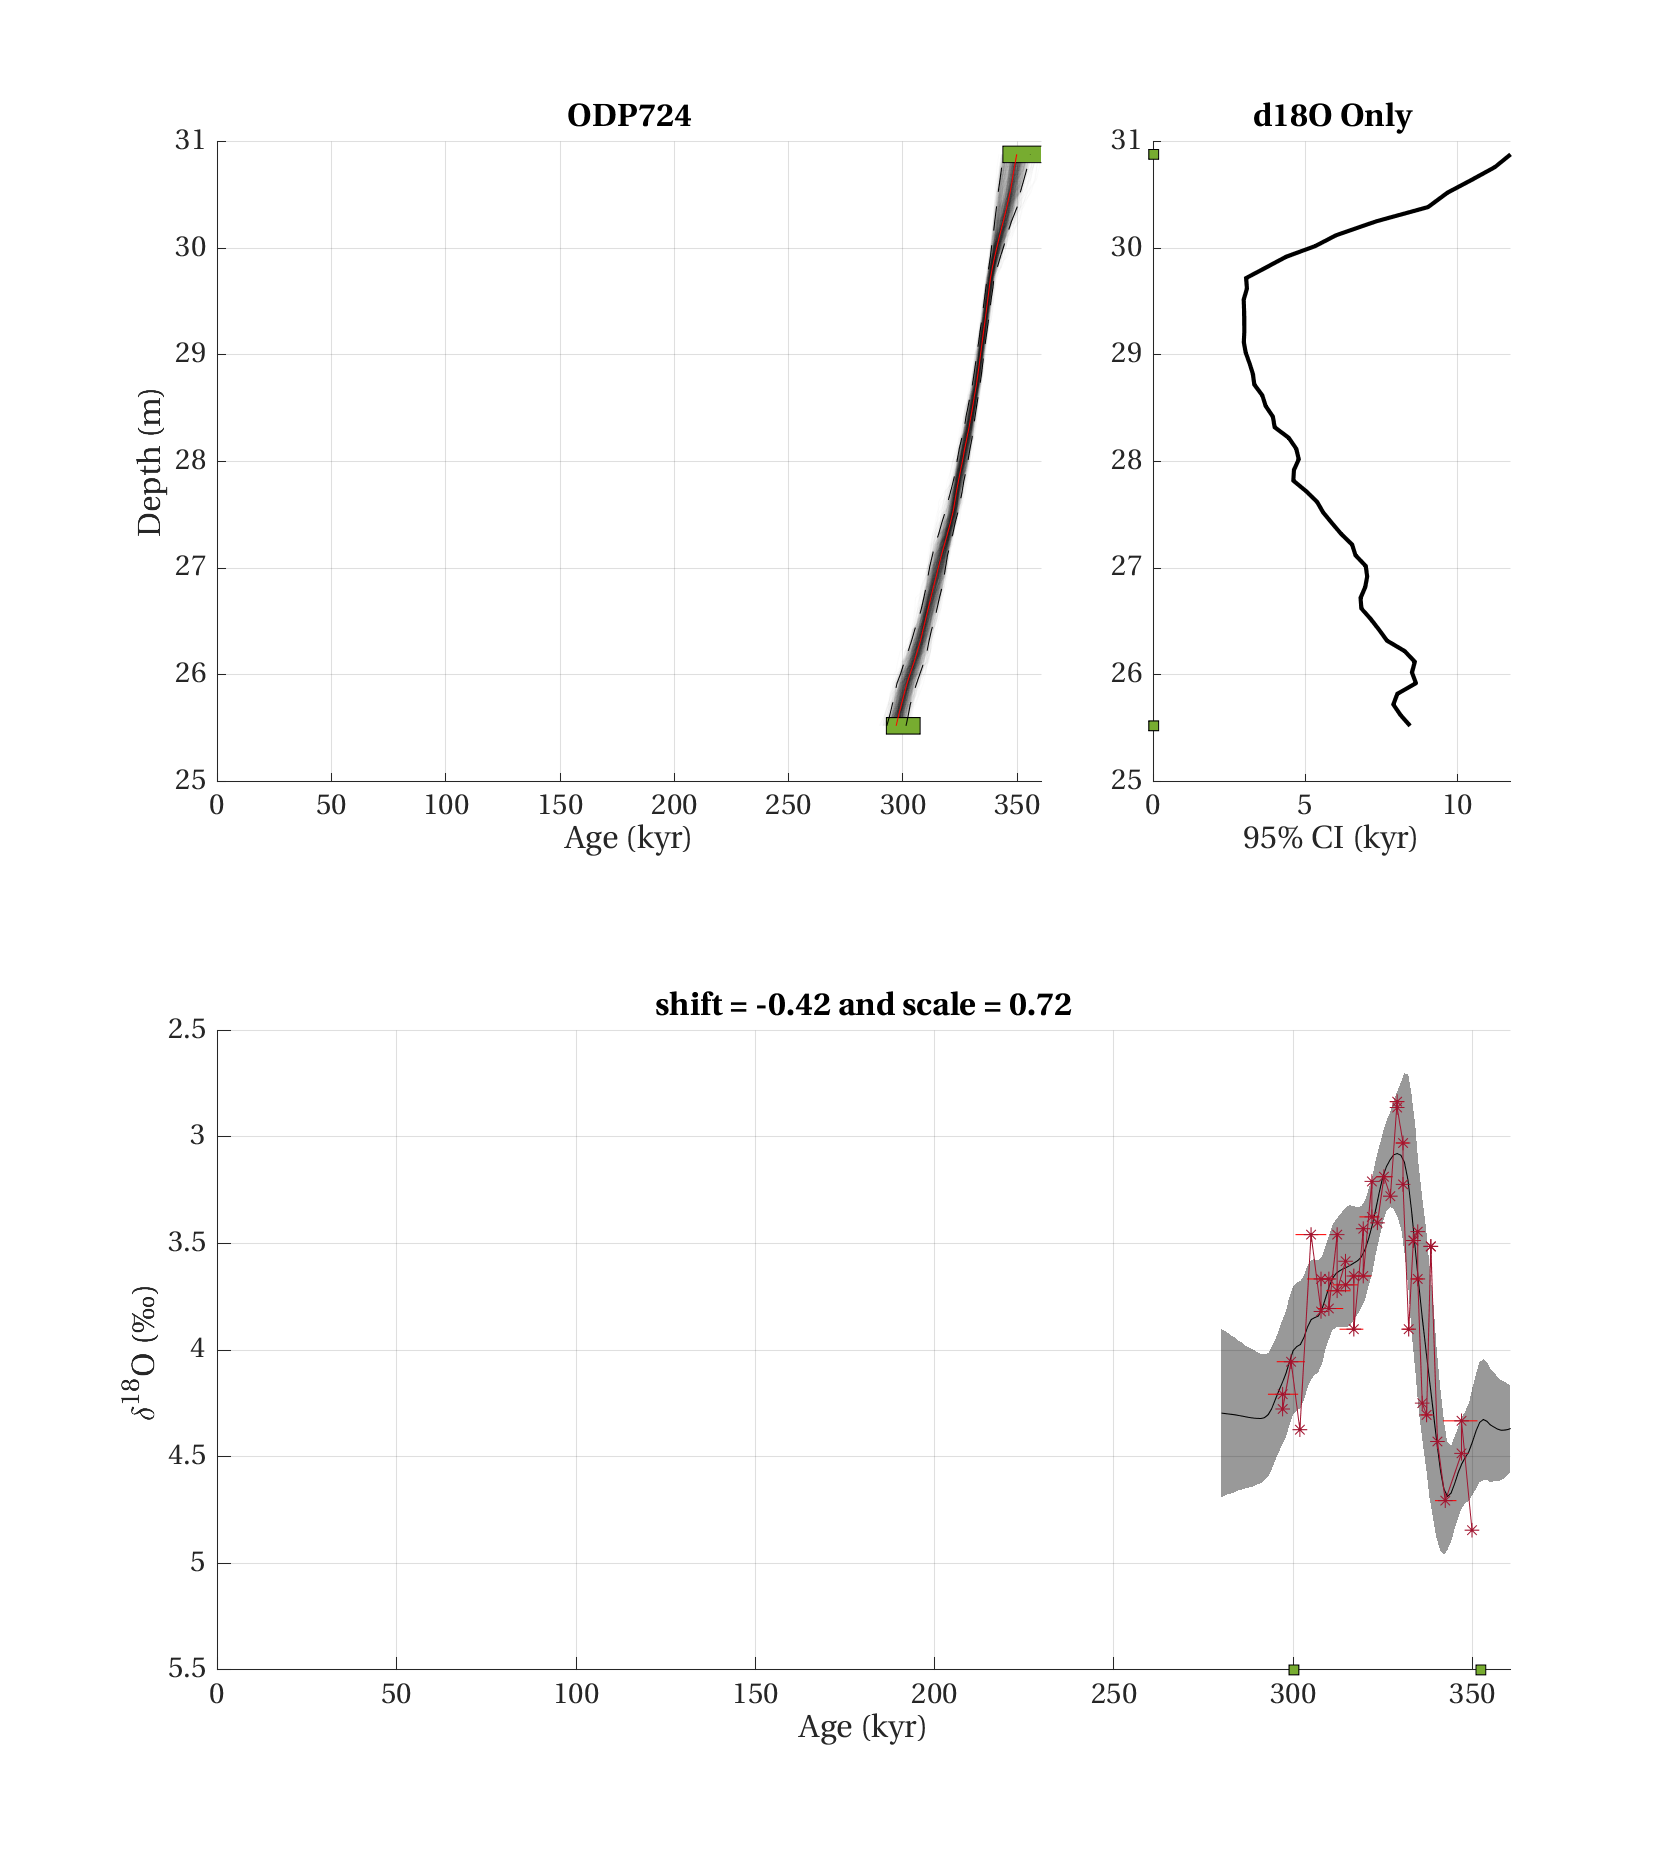 ODP724
d18O Only
31
30
29
28
27
26
25
Depth (m)
0 50 100 150 200 250 300 350
Age (kyr)
31
30
29
28
27
26
25
0 5 10
95% CI (kyr)
shift = -0.42 and scale = 0.72
2.5
3
3.5
4
4.5
5
5.5
δ18O (‰)
0 50 100 150 200 250 300 350
Age (kyr)